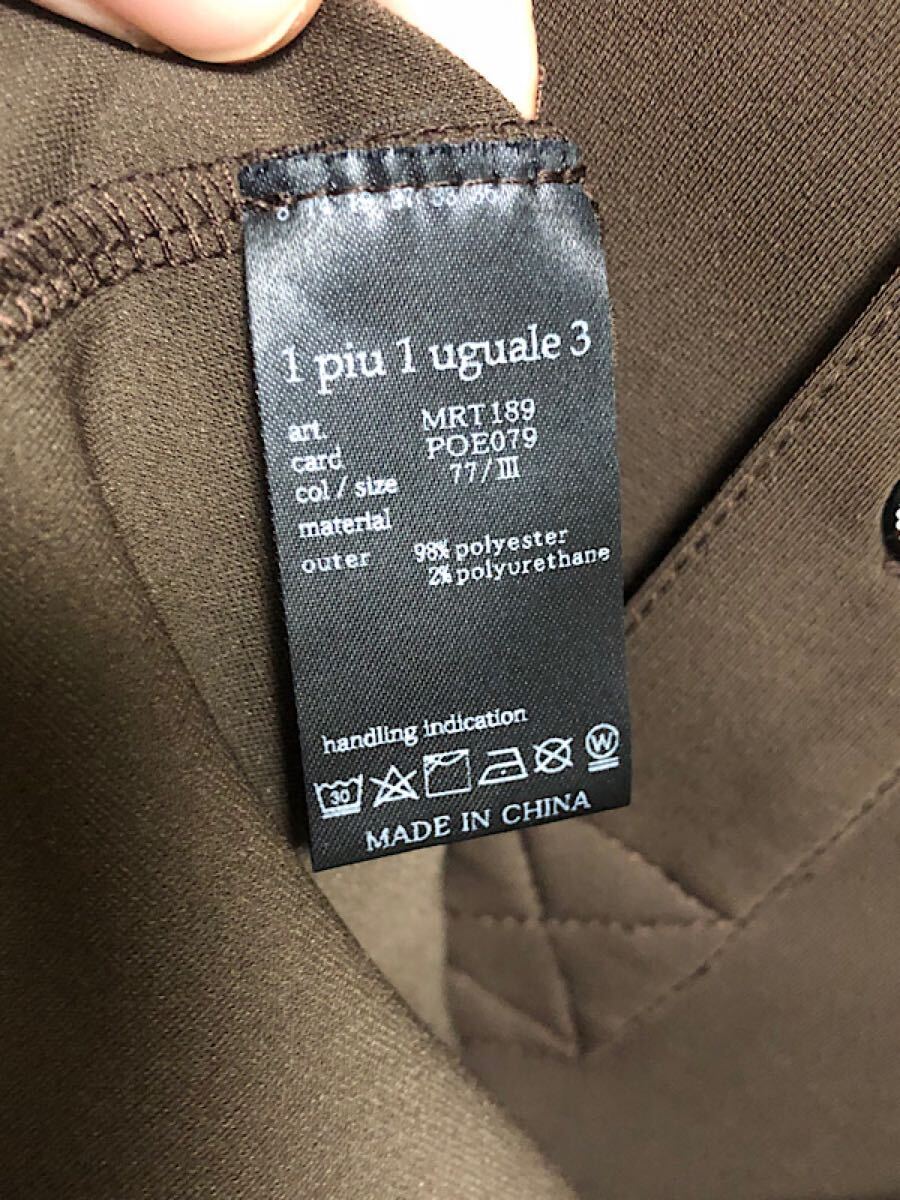 1 piu 1 uguale 3
art. MRT189
card POE079
col / size 77/III
material
outer 98% polyester
2% polyurethane
handling indication
30 W
MADE IN CHINA